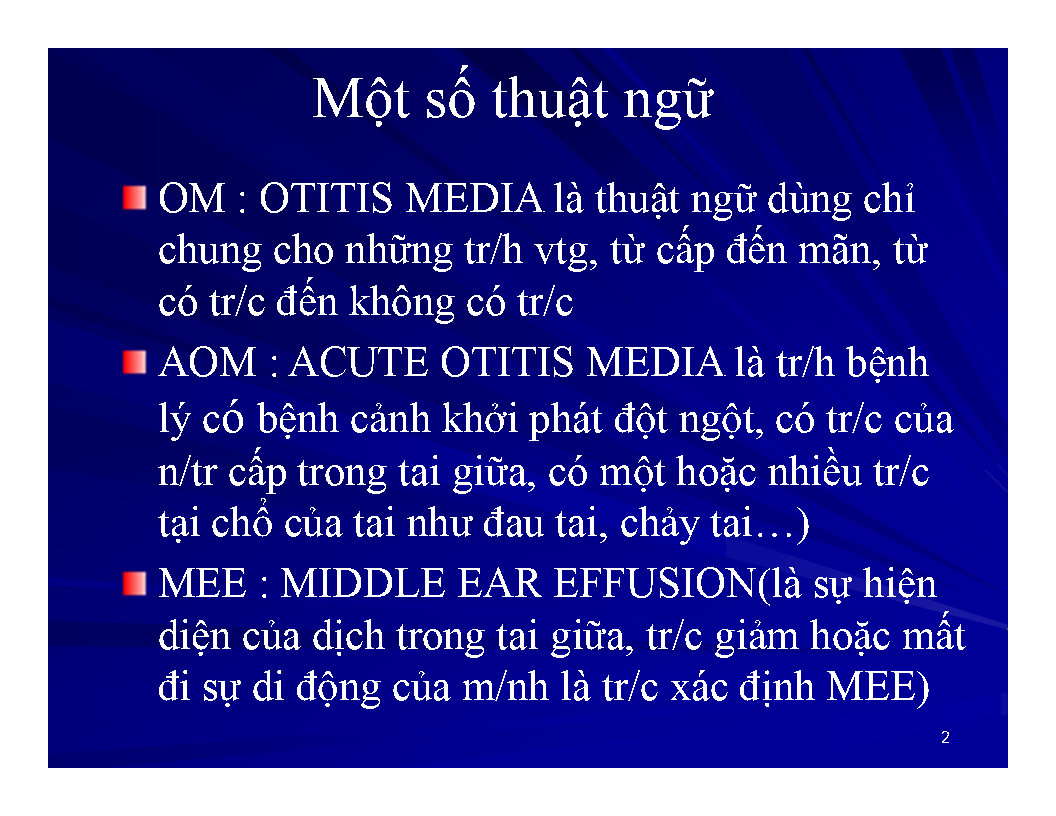 Một số thuật ngữ
OM : OTITIS MEDIA là thuật ngữ dùng chỉ
chung cho những tr/h vtg, từ cấp đến mãn, từ
có tr/c đến không có tr/c
AOM : ACUTE OTITIS MEDIA là tr/h bệnh
lý có bệnh cảnh khởi phát đột ngột, có tr/c của
n/tr cấp trong tai giữa, có một hoặc nhiều tr/c
tại chổ của tai như đau tai, chảy tai…)
MEE : MIDDLE EAR EFFUSION(là sự hiện
diện của dịch trong tai giữa, tr/c giảm hoặc mất
đi sự di động của m/nh là tr/c xác định MEE)
2